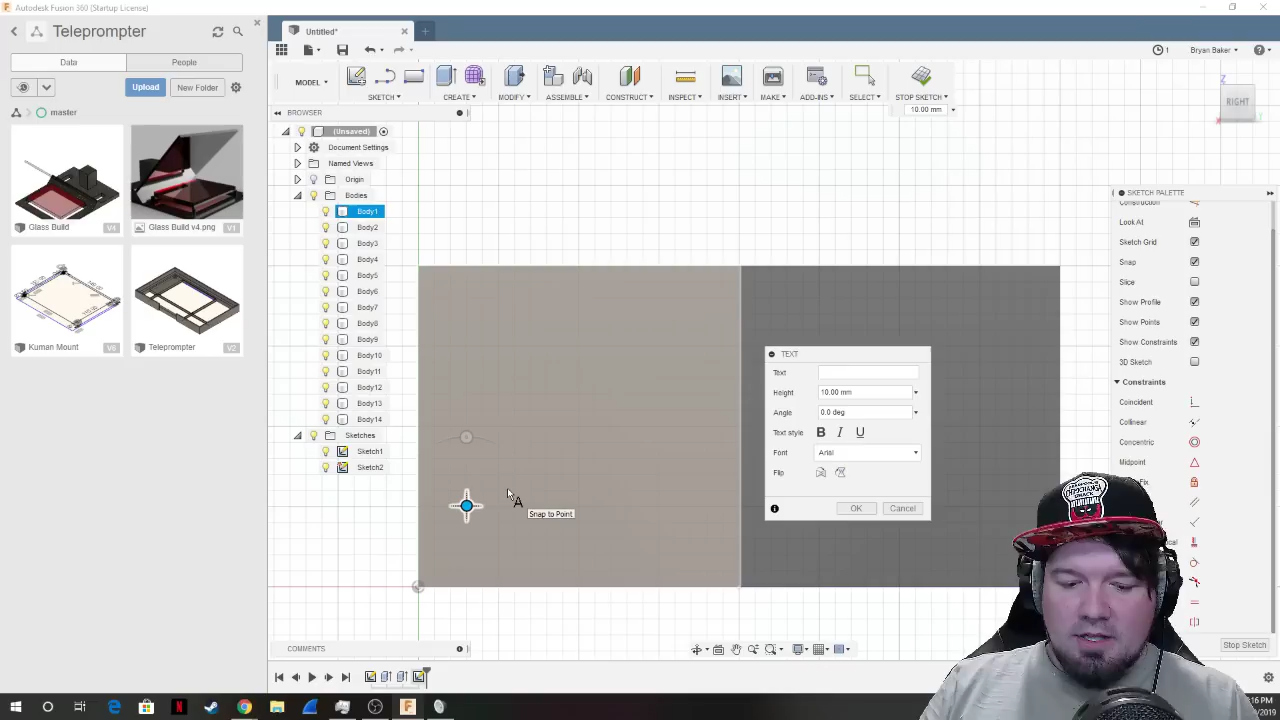 Autodesk Fusion 360 (Startup License)
Teleprompter
Data
People
Upload
New Folder
master
Glass Build
V4
Glass Build v4.png
V1
Kuman Mount
V6
Teleprompter
V2
Untitled*
1
Bryan Baker
MODEL
SKETCH
CREATE
MODIFY
ASSEMBLE
CONSTRUCT
INSPECT
INSERT
MAKE
ADD-INS
SELECT
STOP SKETCH
10.00 mm
Z
RIGHT
BROWSER
(Unsaved)
Document Settings
Named Views
Origin
Bodies
Body1
Body2
Body3
Body4
Body5
Body6
Body7
Body8
Body9
Body10
Body11
Body12
Body13
Body14
Sketches
Sketch1
Sketch2
A
Snap to Point
TEXT
Text
Height
10.00 mm
Angle
0.0 deg
Text style
B I U
Font
Arial
Flip
OK
Cancel
SKETCH PALETTE
Construction
Look At
Sketch Grid
Snap
Slice
Show Profile
Show Points
Show Constraints
3D Sketch
Constraints
Coincident
Collinear
Concentric
Midpoint
Stop Sketch
COMMENTS